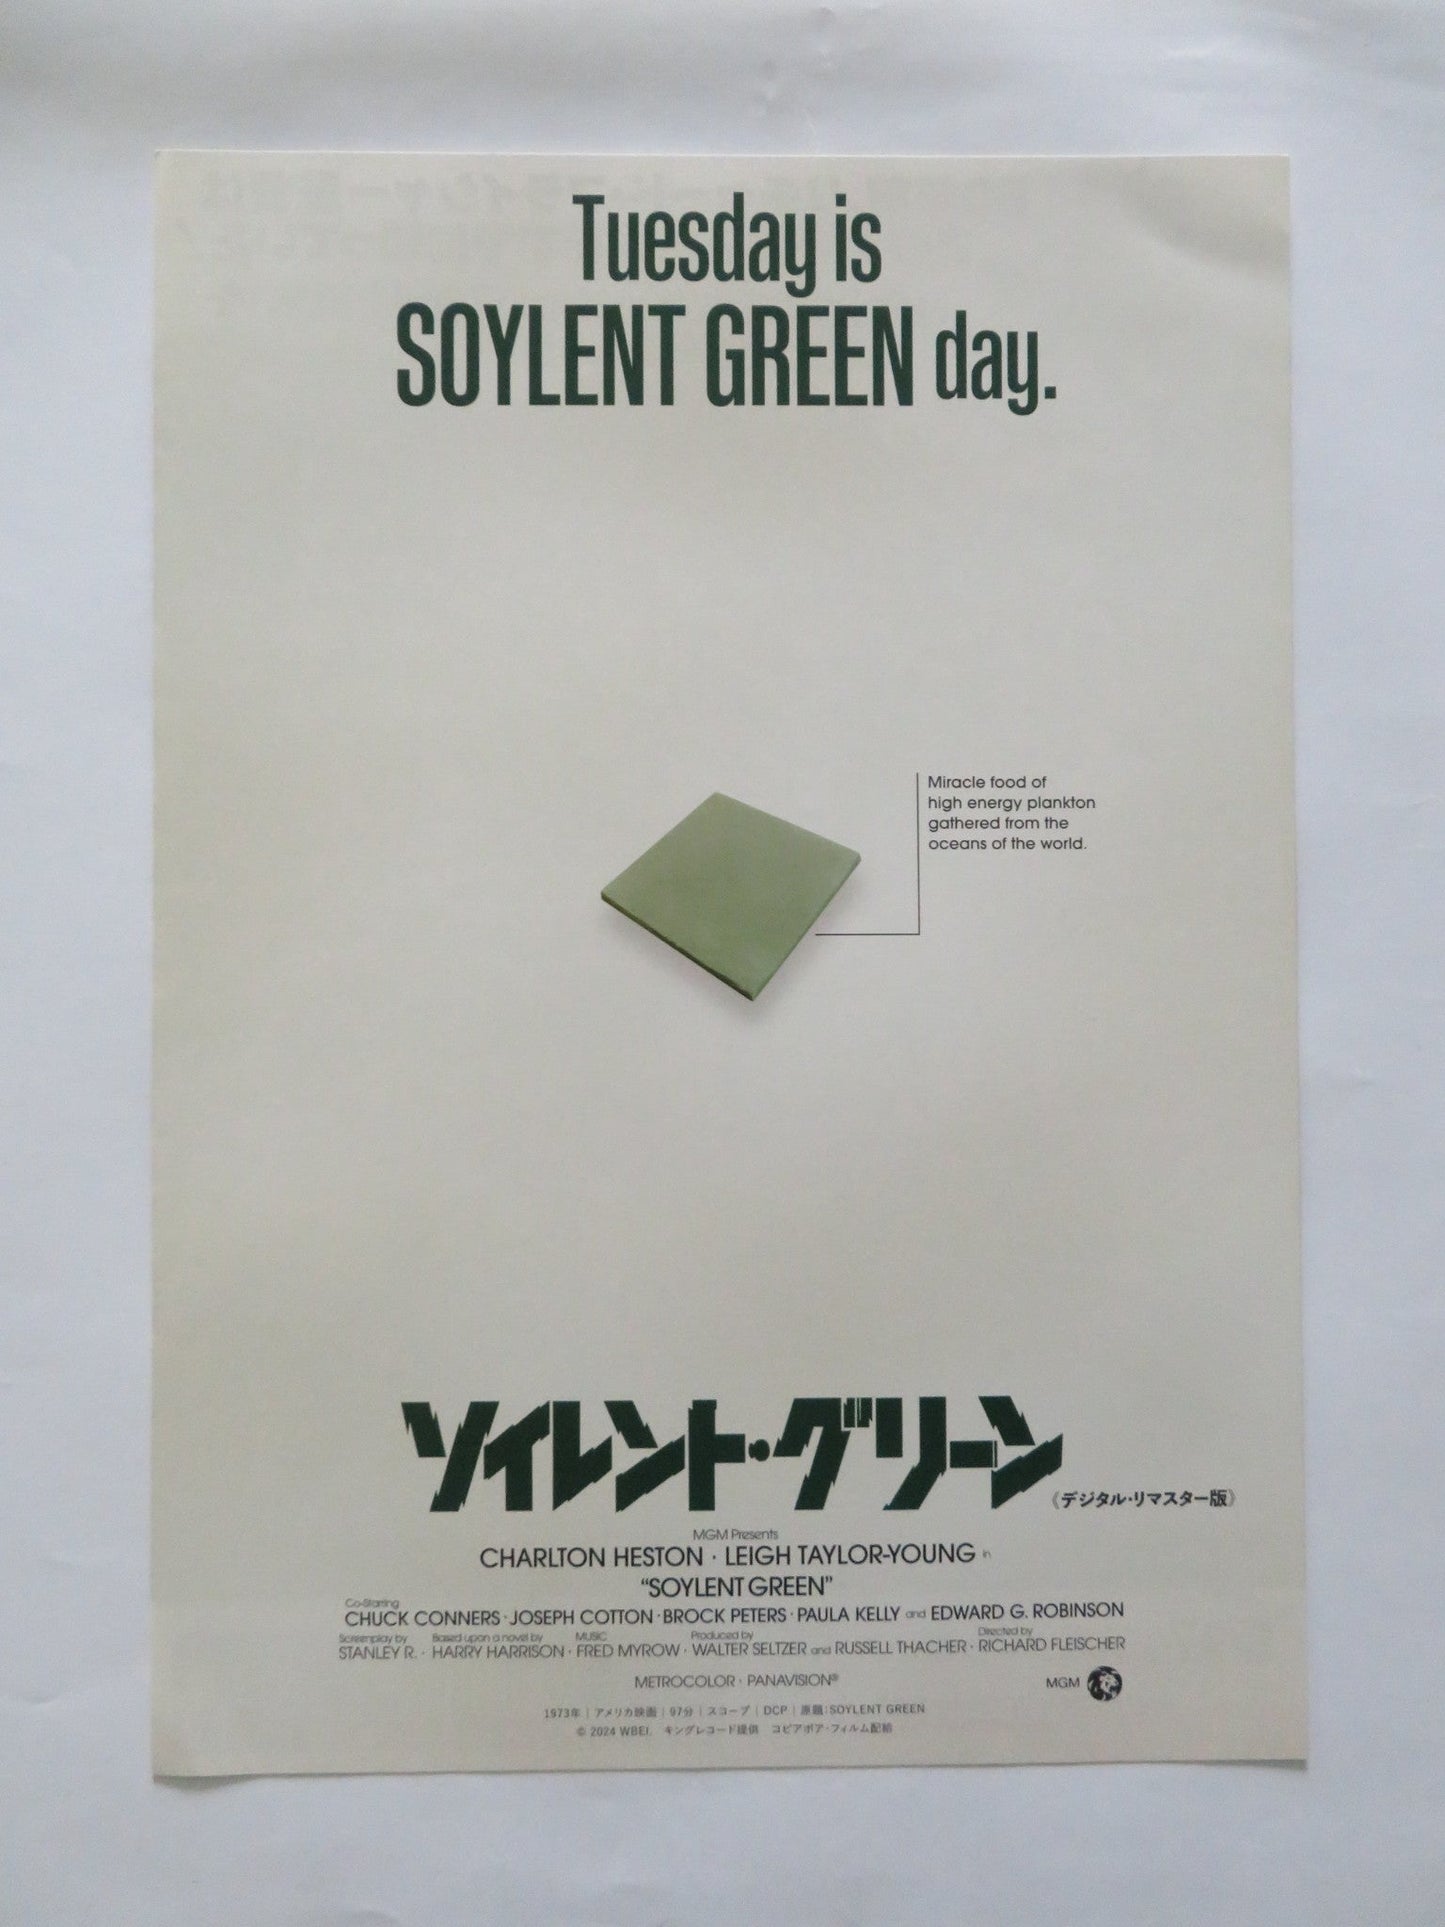 Tuesday is
SOYLENT GREEN day.
Miracle food of
high energy plankton
gathered from the
oceans of the world.
ソイレント・グリーン
《デジタル・リマスター版》
MGM Presents
CHARLTON HESTON · LEIGH TAYLOR-YOUNG in
“SOYLENT GREEN”
Co-Starring
CHUCK CONNERS · JOSEPH COTTON · BROCK PETERS · PAULA KELLY and EDWARD G. ROBINSON
Screenplay by Based upon a novel by MUSIC Produced by Directed by
STANLEY R. · HARRY HARRISON · FRED MYROW · WALTER SELTZER and RUSSELL THACHER · RICHARD FLEISCHER
METROCOLOR · PANAVISION®
MGM
1973年 | アメリカ映画 | 97分 | スコープ | DCP | 原題:SOYLENT GREEN
© 2024 WBEI. キングレコード提供 コピアポア・フィルム配給